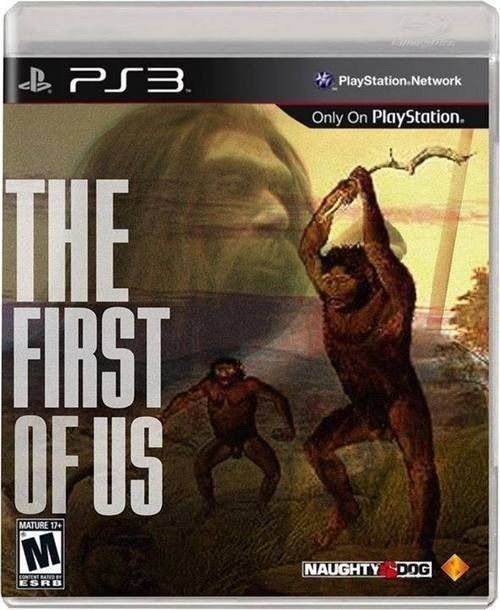 PS3
PlayStation®Network
Only On PlayStation®
THE
FIRST
OF US
MATURE 17+
M
CONTENT RATED BY
ESRB
NAUGHTY DOG